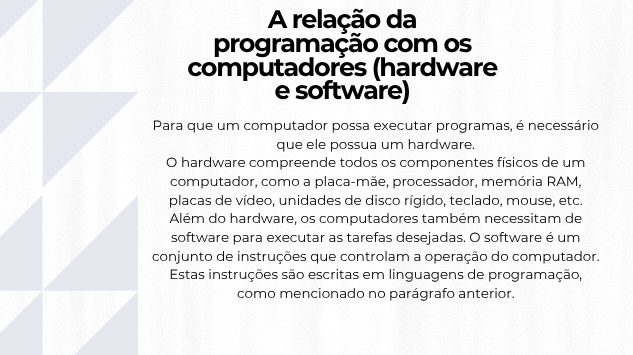 A relação da
programação com os
computadores (hardware
e software)
Para que um computador possa executar programas, é necessário
que ele possua um hardware.
O hardware compreende todos os componentes físicos de um
computador, como a placa-mãe, processador, memória RAM,
placas de vídeo, unidades de disco rígido, teclado, mouse, etc.
Além do hardware, os computadores também necessitam de
software para executar as tarefas desejadas. O software é um
conjunto de instruções que controlam a operação do computador.
Estas instruções são escritas em linguagens de programação,
como mencionado no parágrafo anterior.